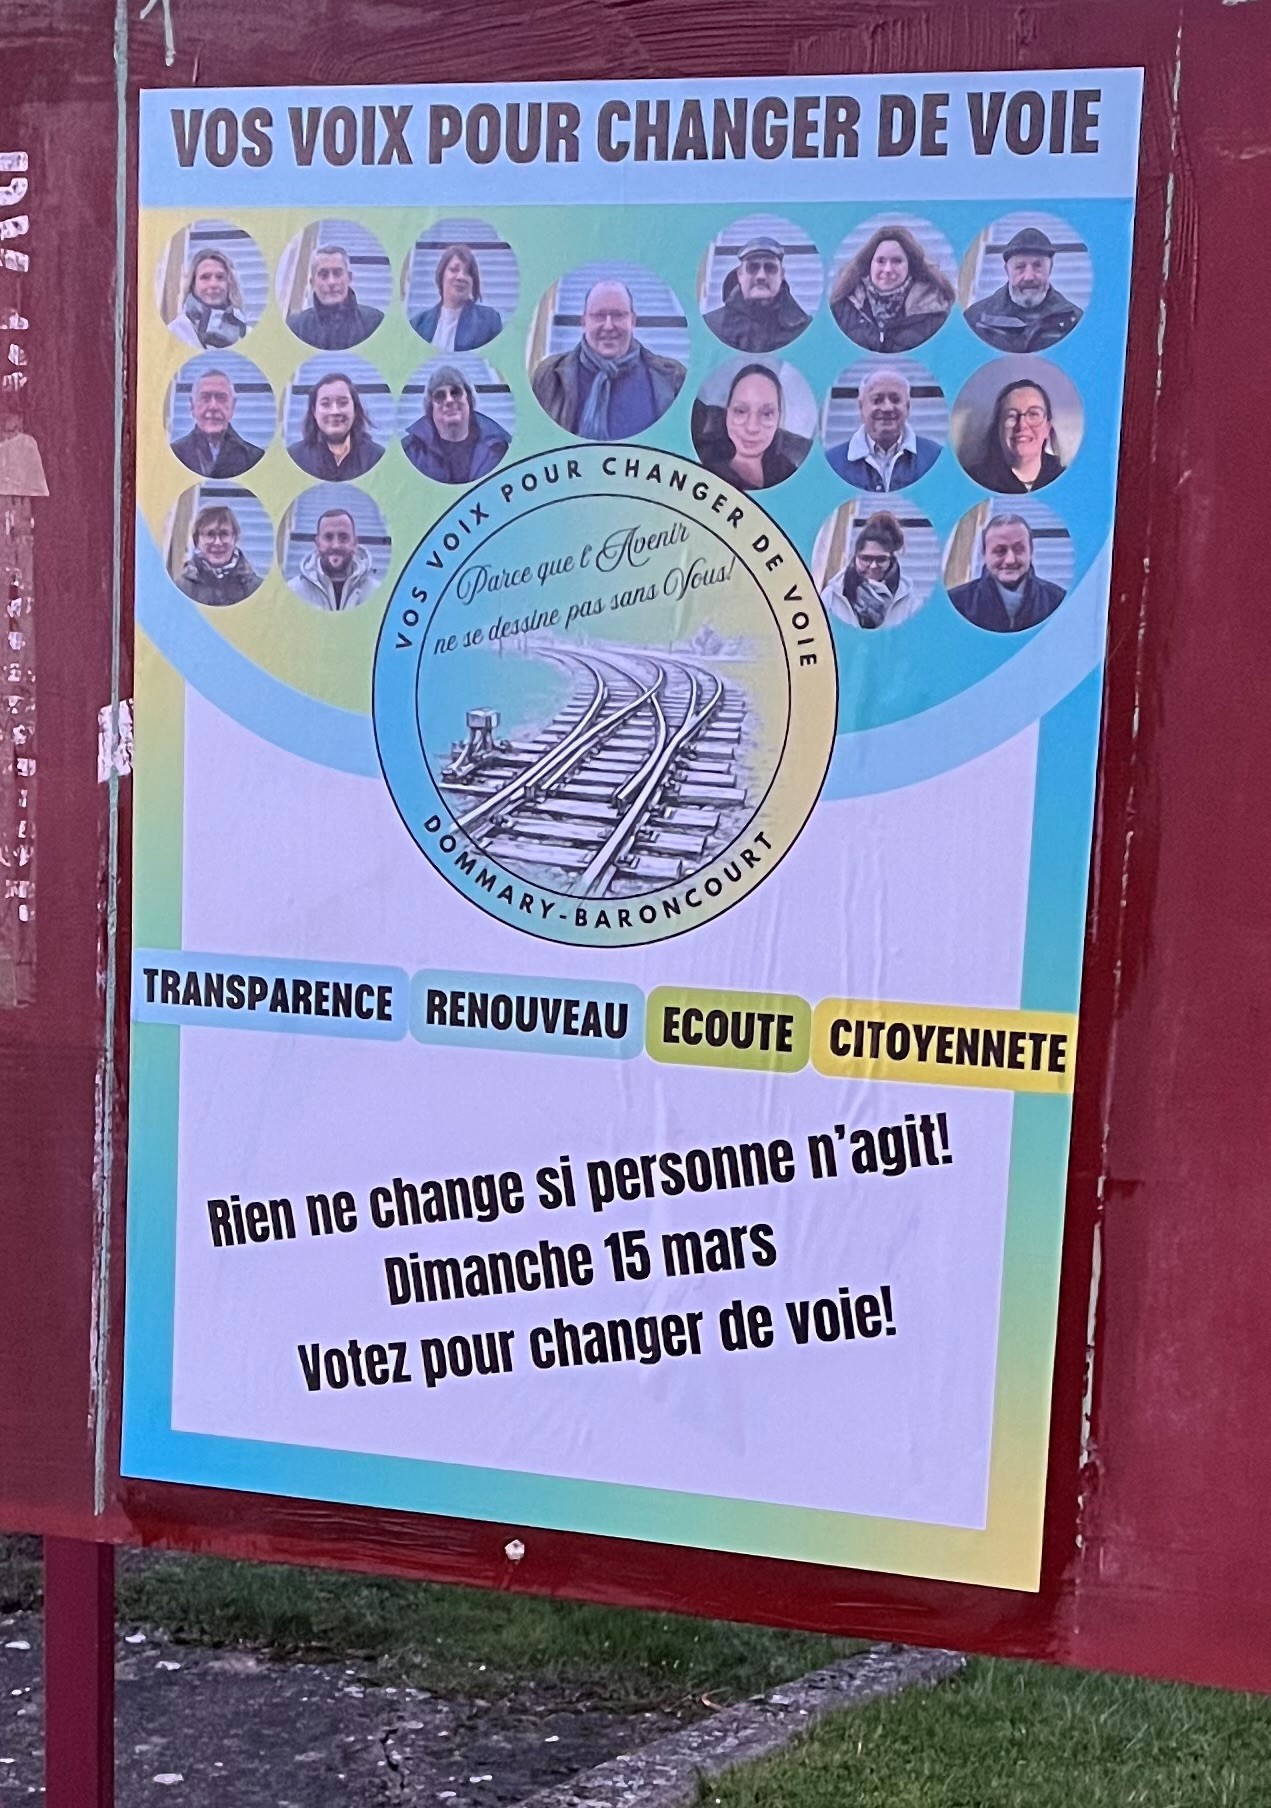 VOS VOIX POUR CHANGER DE VOIE
VOS VOIX POUR CHANGER DE VOIE
Parce que l'Avenir
ne se dessine pas sans Vous!
DOMMARY-BARONCOURT
TRANSPARENCE RENOUVEAU ECOUTE CITOYENNETE
Rien ne change si personne n'agit!
Dimanche 15 mars
Votez pour changer de voie!